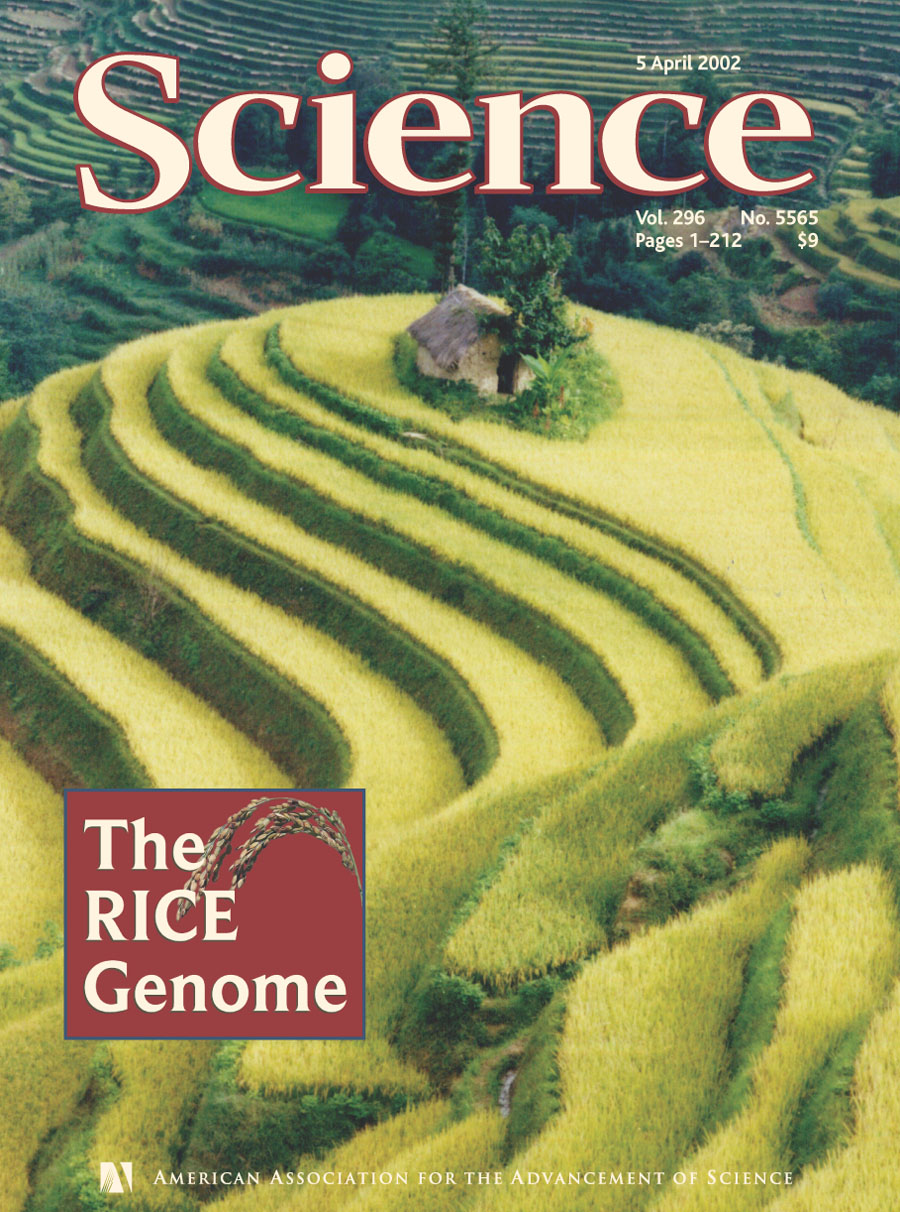 5 April 2002
Science
Vol. 296 No. 5565
Pages 1–212 $9
The
RICE
Genome
American Association for the Advancement of Science